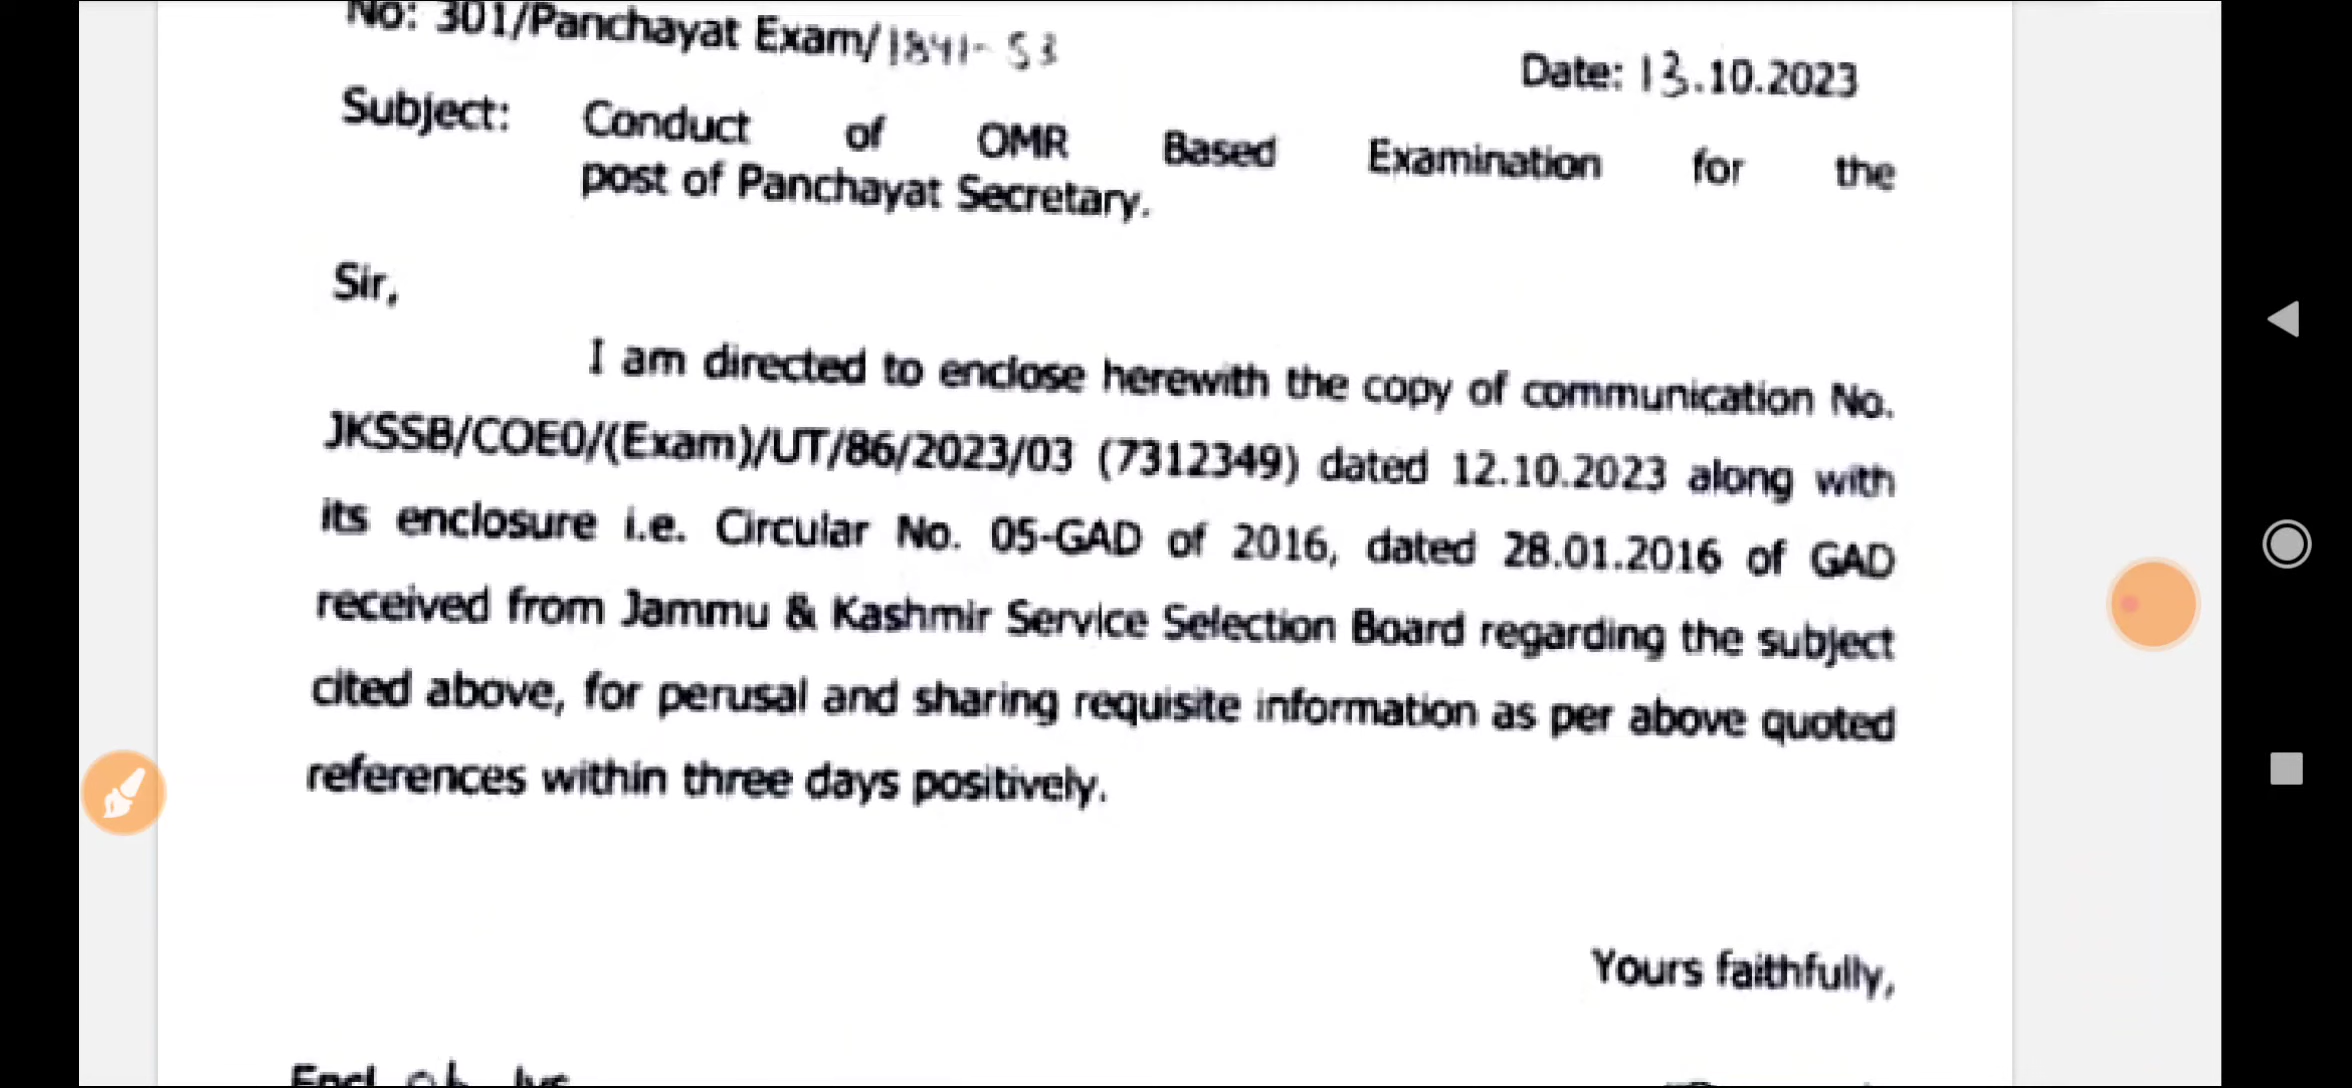 No: 301/Panchayat Exam/1841-53
Date: 13.10.2023
Subject: Conduct of OMR Based Examination for the
post of Panchayat Secretary.
Sir,
I am directed to enclose herewith the copy of communication No.
JKSSB/COE0/(Exam)/UT/86/2023/03 (7312349) dated 12.10.2023 along with
its enclosure i.e. Circular No. 05-GAD of 2016, dated 28.01.2016 of GAD
received from Jammu & Kashmir Service Selection Board regarding the subject
cited above, for perusal and sharing requisite information as per above quoted
references within three days positively.
Yours faithfully,
Encl